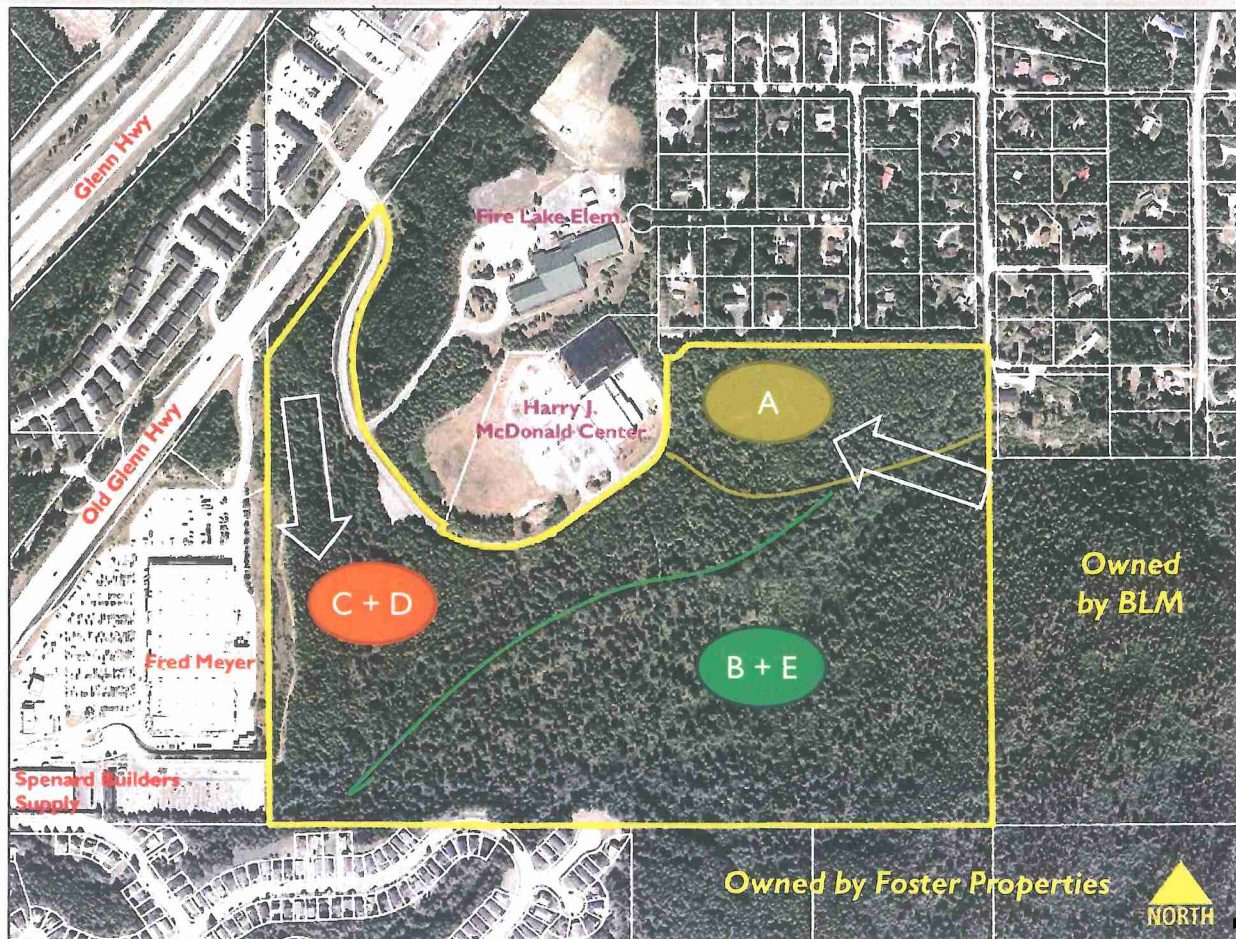 Glenn Hwy
Fire Lake Elem.
Harry J.
McDonald Center
A
Old Glenn Hwy
C + D
Fred Meyer
B + E
Owned
by BLM
Spenard Builders
Supply
Owned by Foster Properties
NORTH